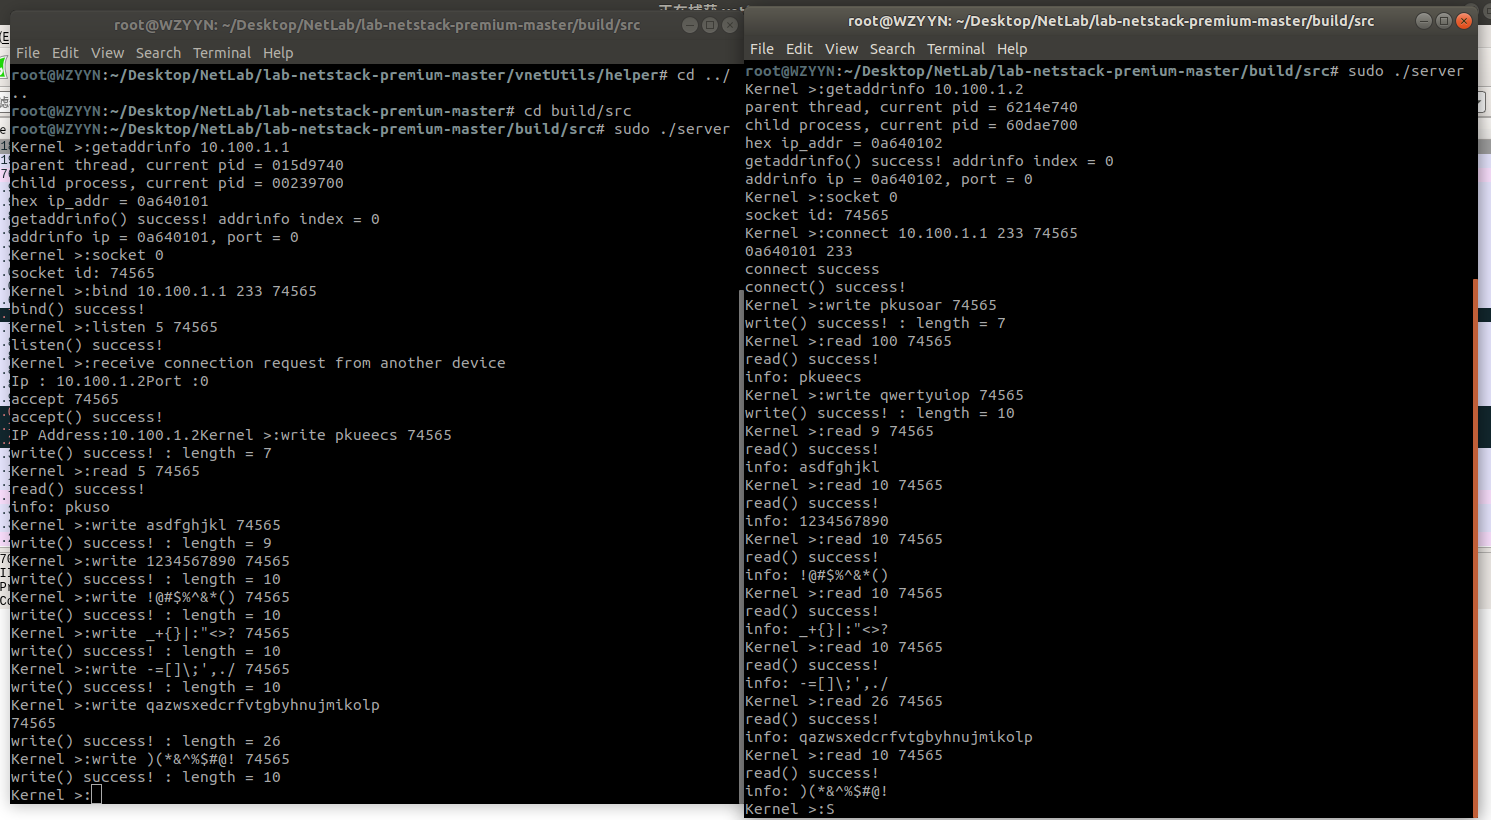 正在捕获
root@WZYYN: ~/Desktop/NetLab/lab-netstack-premium-master/build/src
File Edit View Search Terminal Help
root@WZYYN:~/Desktop/NetLab/lab-netstack-premium-master/vnetUtils/helper# cd ../
..
root@WZYYN:~/Desktop/NetLab/lab-netstack-premium-master# cd build/src
root@WZYYN:~/Desktop/NetLab/lab-netstack-premium-master/build/src# sudo ./server
Kernel >:getaddrinfo 10.100.1.1
parent thread, current pid = 015d9740
child process, current pid = 00239700
hex ip_addr = 0a640101
getaddrinfo() success! addrinfo index = 0
addrinfo ip = 0a640101, port = 0
Kernel >:socket 0
socket id: 74565
Kernel >:bind 10.100.1.1 233 74565
bind() success!
Kernel >:listen 5 74565
listen() success!
Kernel >:receive connection request from another device
Ip : 10.100.1.2Port :0
accept 74565
accept() success!
IP Address:10.100.1.2Kernel >:write pkueecs 74565
write() success! : length = 7
Kernel >:read 5 74565
read() success!
info: pkuso
Kernel >:write asdfghjkl 74565
write() success! : length = 9
Kernel >:write 1234567890 74565
write() success! : length = 10
Kernel >:write !@#$%^&*() 74565
write() success! : length = 10
Kernel >:write _+{}|:"<>? 74565
write() success! : length = 10
Kernel >:write -=[]\;',./ 74565
write() success! : length = 10
Kernel >:write qazwsxedcrfvtgbyhnujmikolp
74565
write() success! : length = 26
Kernel >:write )(*&^%$#@! 74565
write() success! : length = 10
Kernel >:
root@WZYYN: ~/Desktop/NetLab/lab-netstack-premium-master/build/src
File Edit View Search Terminal Help
root@WZYYN:~/Desktop/NetLab/lab-netstack-premium-master/build/src# sudo ./server
Kernel >:getaddrinfo 10.100.1.2
parent thread, current pid = 6214e740
child process, current pid = 60dae700
hex ip_addr = 0a640102
getaddrinfo() success! addrinfo index = 0
addrinfo ip = 0a640102, port = 0
Kernel >:socket 0
socket id: 74565
Kernel >:connect 10.100.1.1 233 74565
0a640101 233
connect success
connect() success!
Kernel >:write pkusoar 74565
write() success! : length = 7
Kernel >:read 100 74565
read() success!
info: pkueecs
Kernel >:write qwertyuiop 74565
write() success! : length = 10
Kernel >:read 9 74565
read() success!
info: asdfghjkl
Kernel >:read 10 74565
read() success!
info: 1234567890
Kernel >:read 10 74565
read() success!
info: !@#$%^&*()
Kernel >:read 10 74565
read() success!
info: _+{}|:"<>?
Kernel >:read 10 74565
read() success!
info: -=[]\;',./
Kernel >:read 26 74565
read() success!
info: qazwsxedcrfvtgbyhnujmikolp
Kernel >:read 10 74565
read() success!
info: )(*&^%$#@!
Kernel >:S